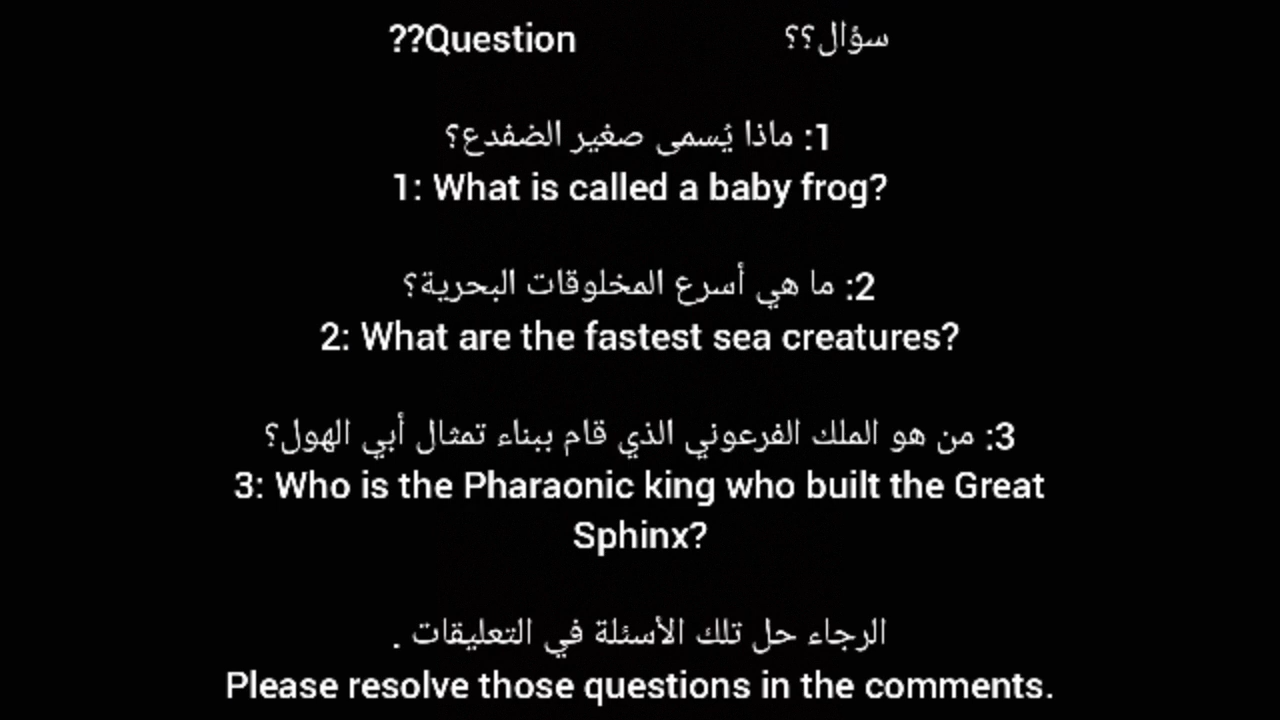 ??Question سؤال؟؟
1: ماذا يُسمى صغير الضفدع؟
1: What is called a baby frog?
2: ما هي أسرع المخلوقات البحرية؟
2: What are the fastest sea creatures?
3: من هو الملك الفرعوني الذي قام ببناء تمثال أبي الهول؟
3: Who is the Pharaonic king who built the Great
Sphinx?
الرجاء حل تلك الأسئلة في التعليقات .
Please resolve those questions in the comments.